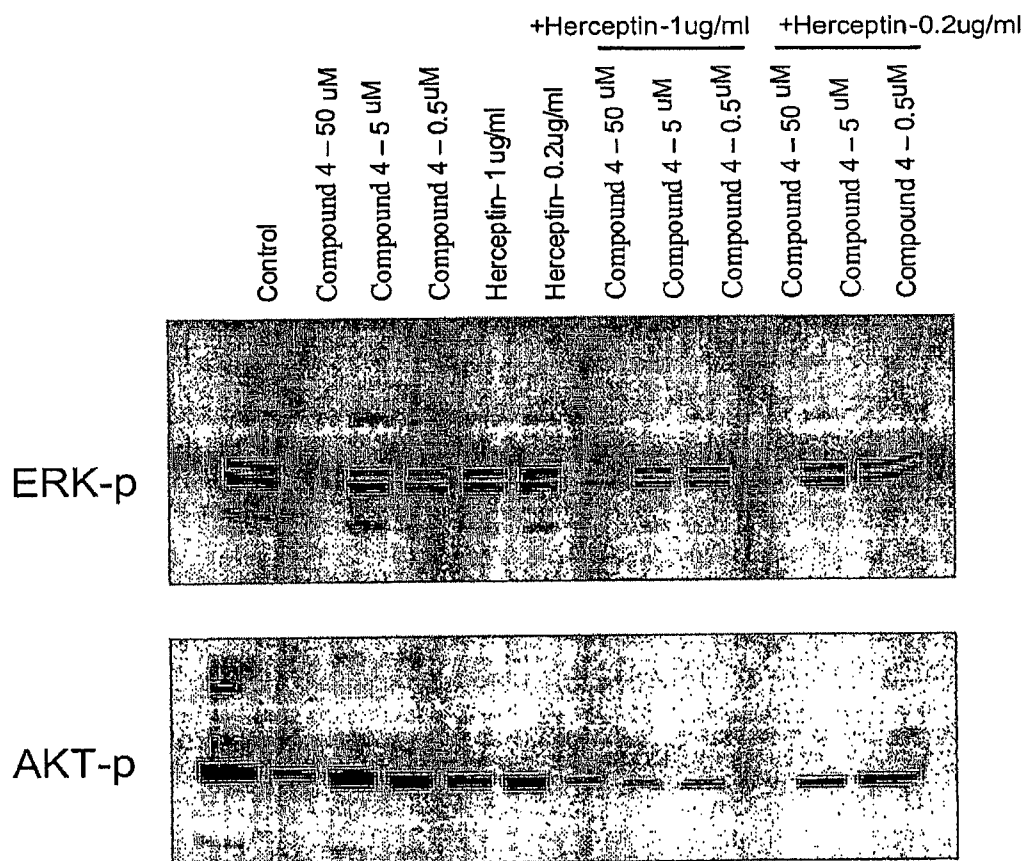 +Herceptin-1ug/ml
+Herceptin-0.2ug/ml
Control
Compound 4 – 50 uM
Compound 4 – 5 uM
Compound 4 – 0.5uM
Herceptin–1ug/ml
Herceptin–0.2ug/ml
Compound 4 – 50 uM
Compound 4 – 5 uM
Compound 4 – 0.5uM
Compound 4 – 50 uM
Compound 4 – 5 uM
Compound 4 – 0.5uM
ERK-p
AKT-p